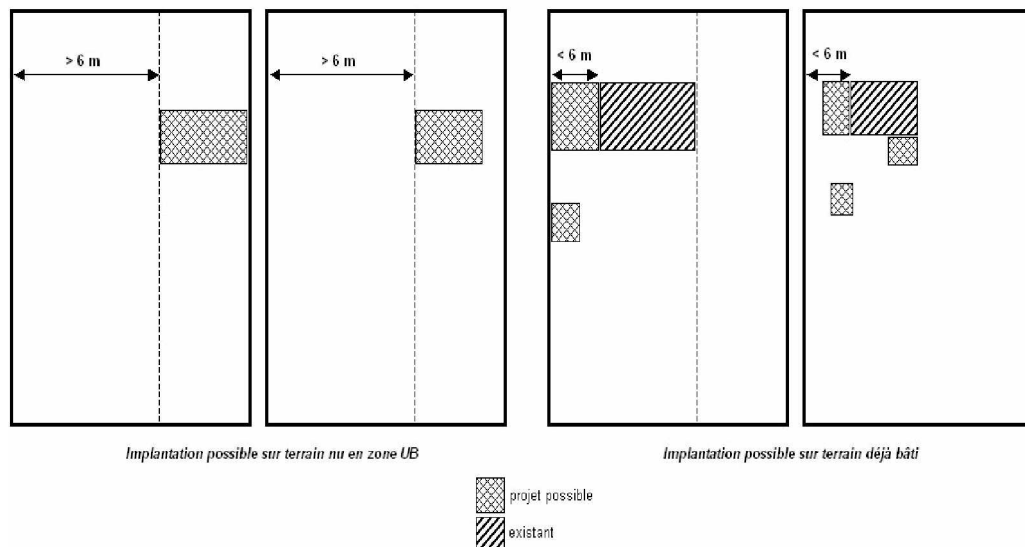 > 6 m
> 6 m
< 6 m
< 6 m
Implantation possible sur terrain nu en zone UB
Implantation possible sur terrain déjà bâti
projet possible
existant